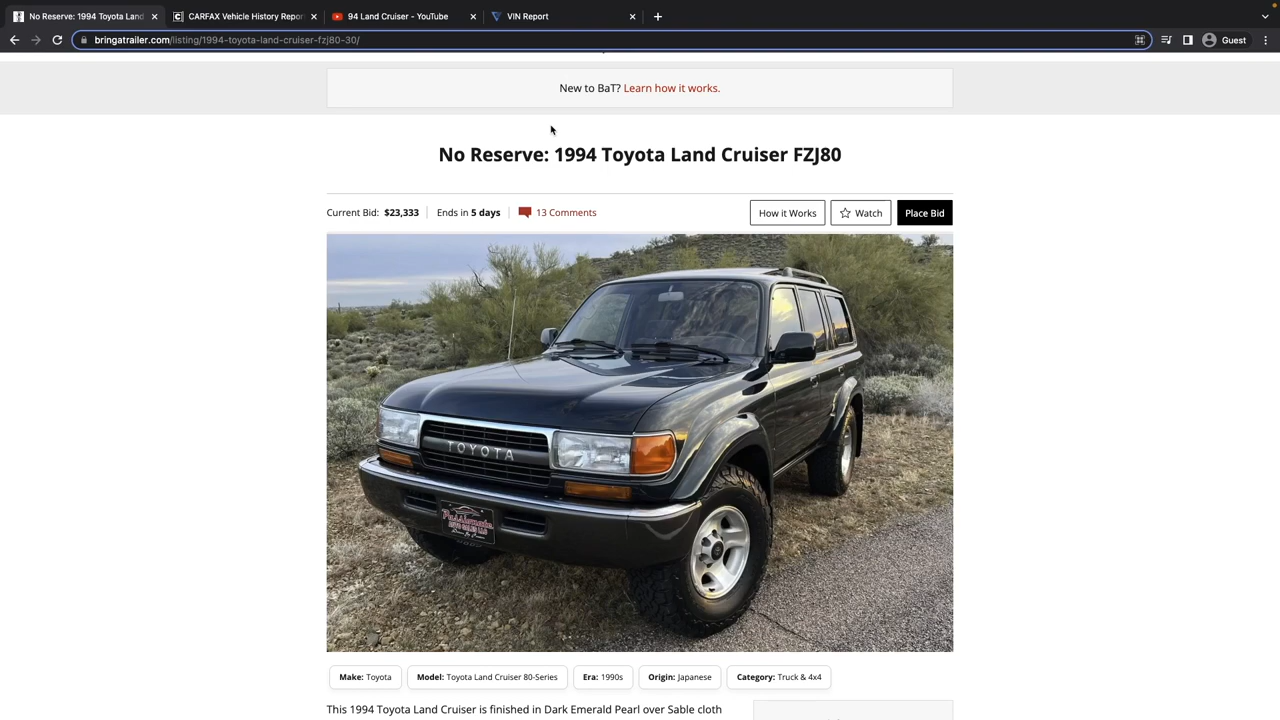 No Reserve: 1994 Toyota Land
CARFAX Vehicle History Repor
94 Land Cruiser - YouTube
VIN Report
bringatrailer.com/listing/1994-toyota-land-cruiser-fzj80-30/
Guest
New to BaT? Learn how it works.
No Reserve: 1994 Toyota Land Cruiser FZJ80
Current Bid: $23,333
Ends in 5 days
13 Comments
How it Works
Watch
Place Bid
TOYOTA
Passionate
AUTO SALES LLC
Make: Toyota
Model: Toyota Land Cruiser 80-Series
Era: 1990s
Origin: Japanese
Category: Truck & 4x4
This 1994 Toyota Land Cruiser is finished in Dark Emerald Pearl over Sable cloth